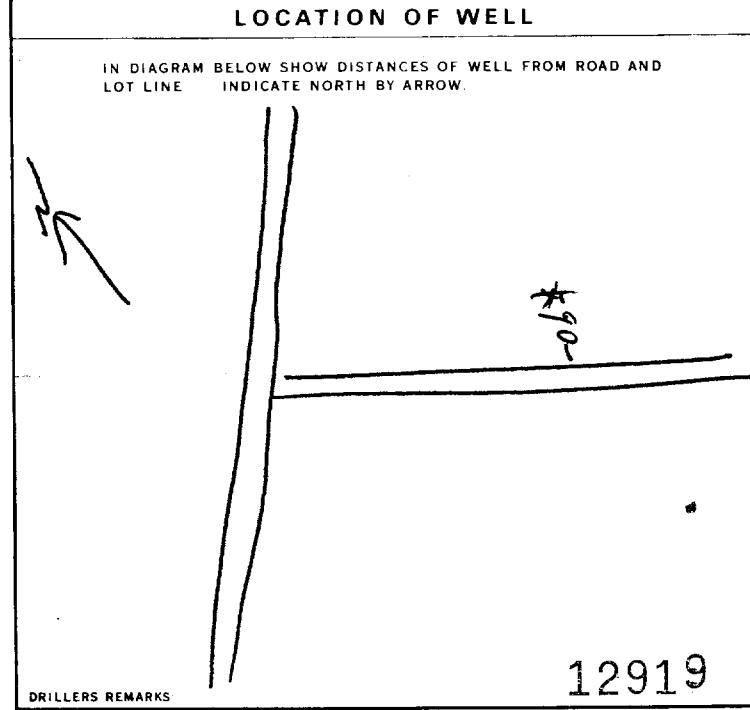 LOCATION OF WELL
IN DIAGRAM BELOW SHOW DISTANCES OF WELL FROM ROAD AND
LOT LINE INDICATE NORTH BY ARROW.
N
*90-
DRILLERS REMARKS
12919